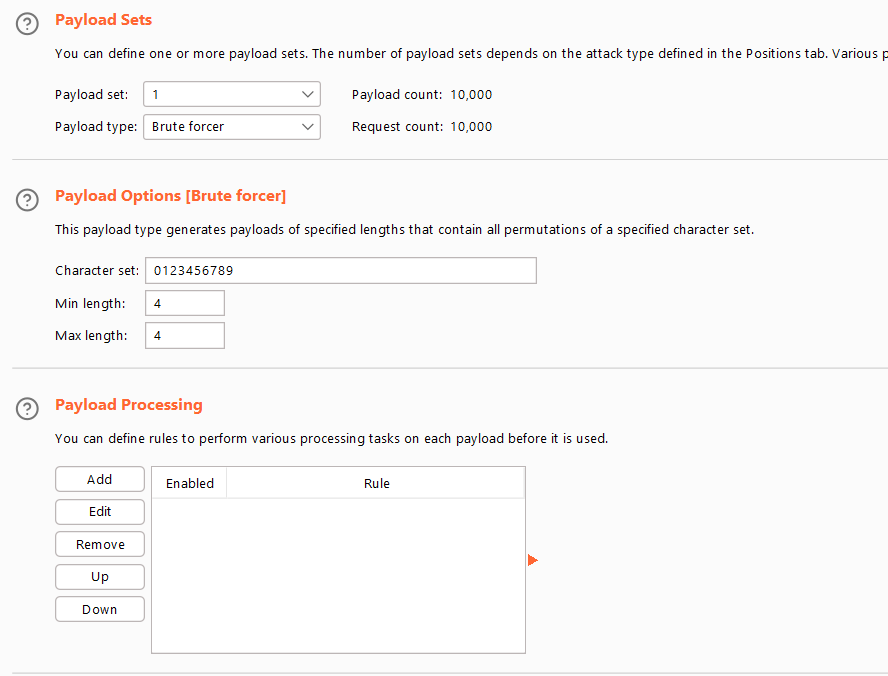 Payload Sets
You can define one or more payload sets. The number of payload sets depends on the attack type defined in the Positions tab. Various
Payload set: 1 Payload count: 10,000
Payload type: Brute forcer Request count: 10,000
Payload Options [Brute forcer]
This payload type generates payloads of specified lengths that contain all permutations of a specified character set.
Character set: 0123456789
Min length: 4
Max length: 4
Payload Processing
You can define rules to perform various processing tasks on each payload before it is used.
Add
Enabled Rule
Edit
Remove
Up
Down